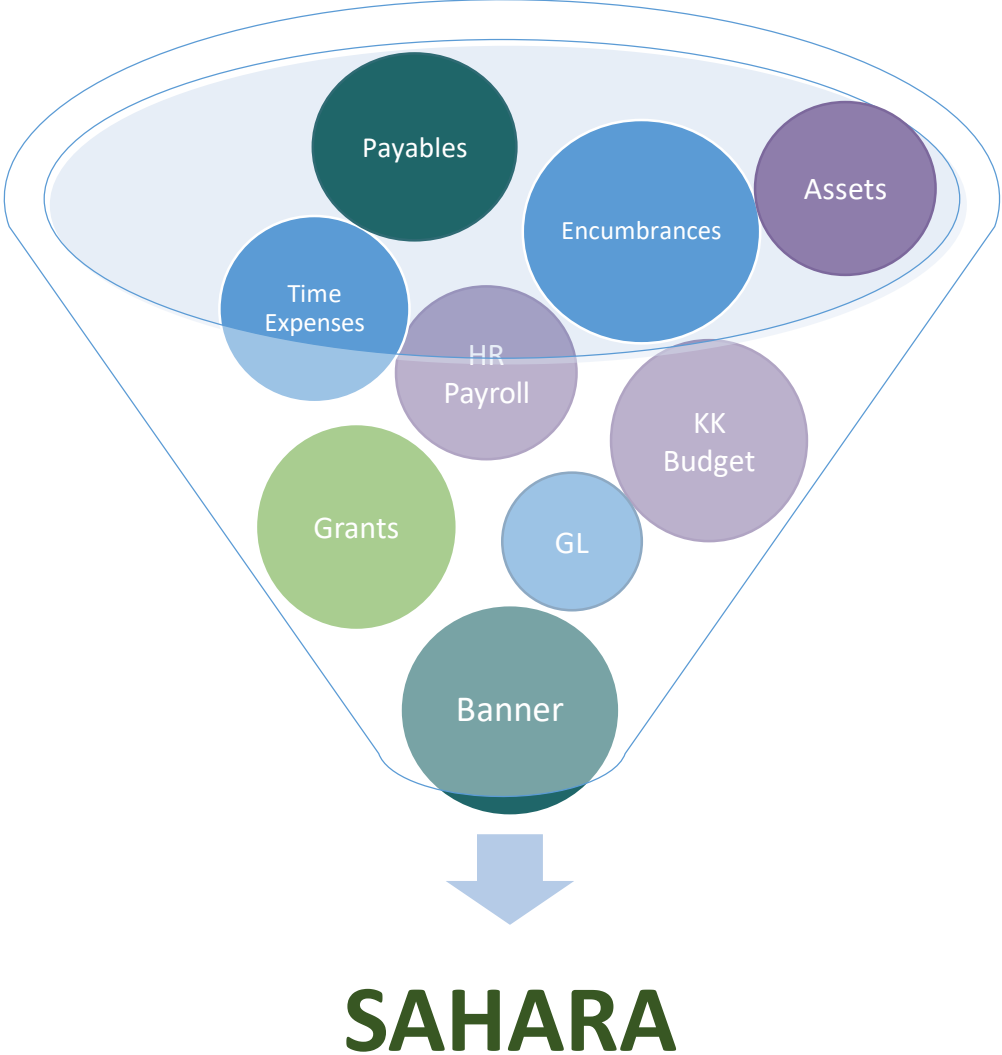 Payables
Assets
Encumbrances
Time
Expenses
HR
Payroll
KK
Budget
Grants
GL
Banner
SAHARA